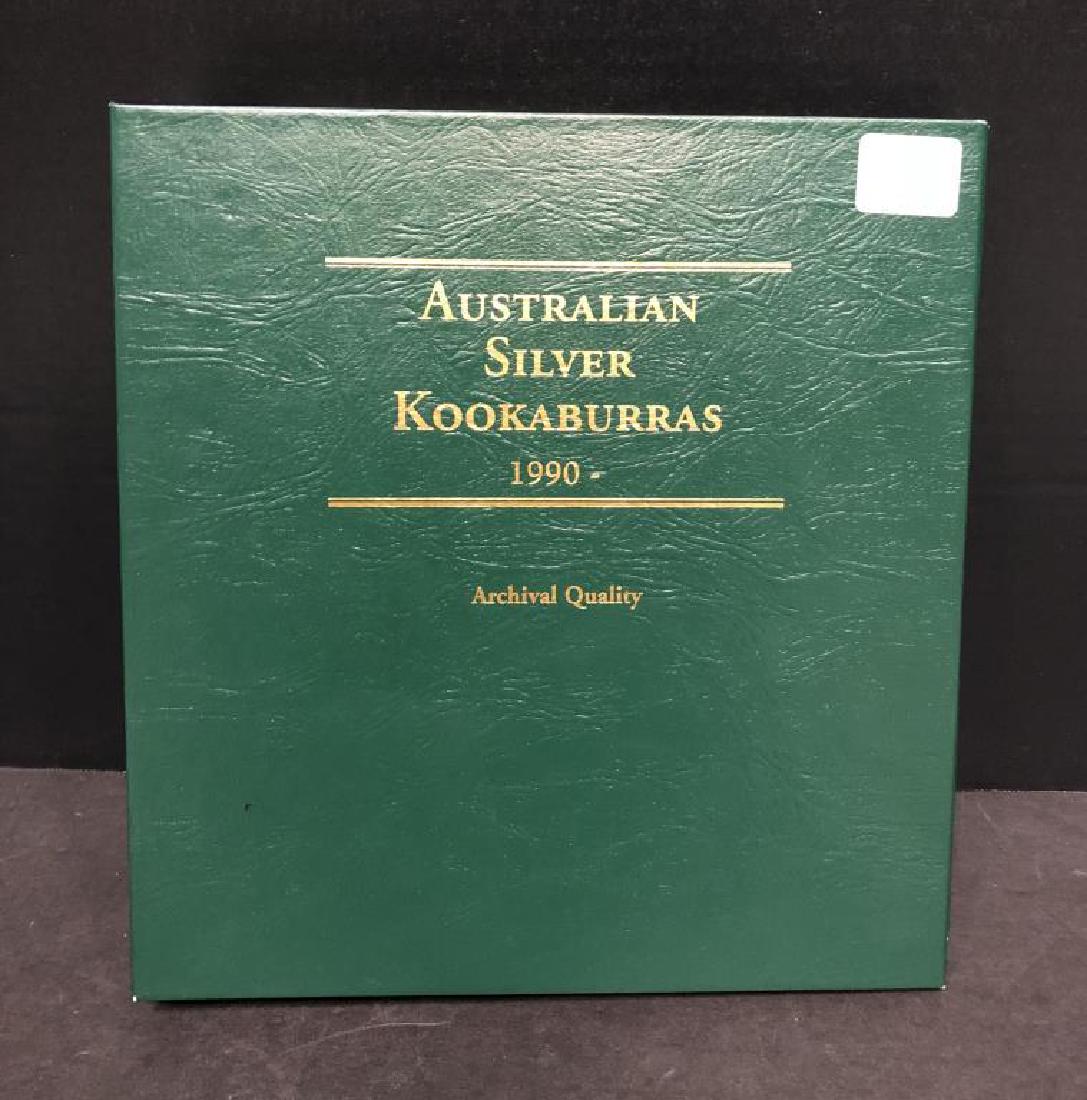 Australian
Silver
Kookaburras
1990 -
Archival Quality